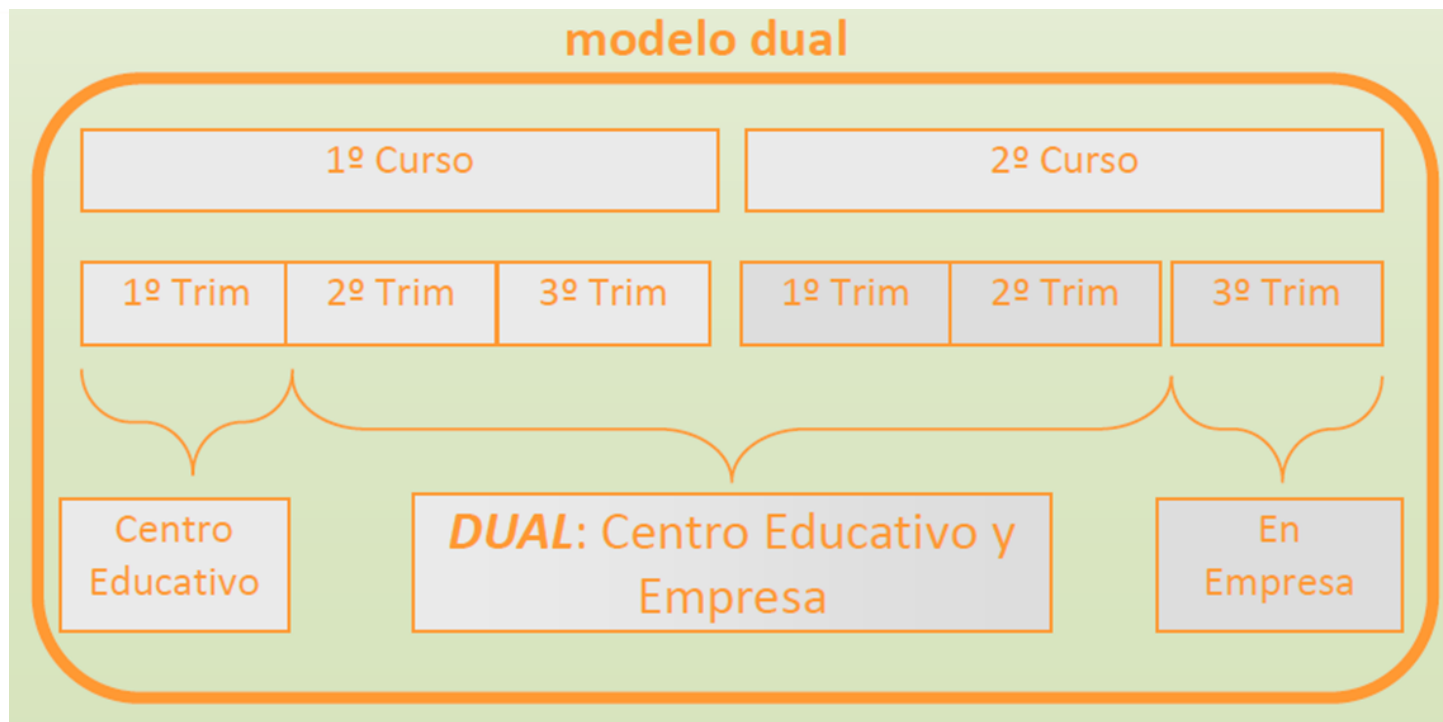 modelo dual
1º Curso
2º Curso
1º Trim
2º Trim
3º Trim
1º Trim
2º Trim
3º Trim
Centro
Educativo
DUAL: Centro Educativo y
Empresa
En
Empresa